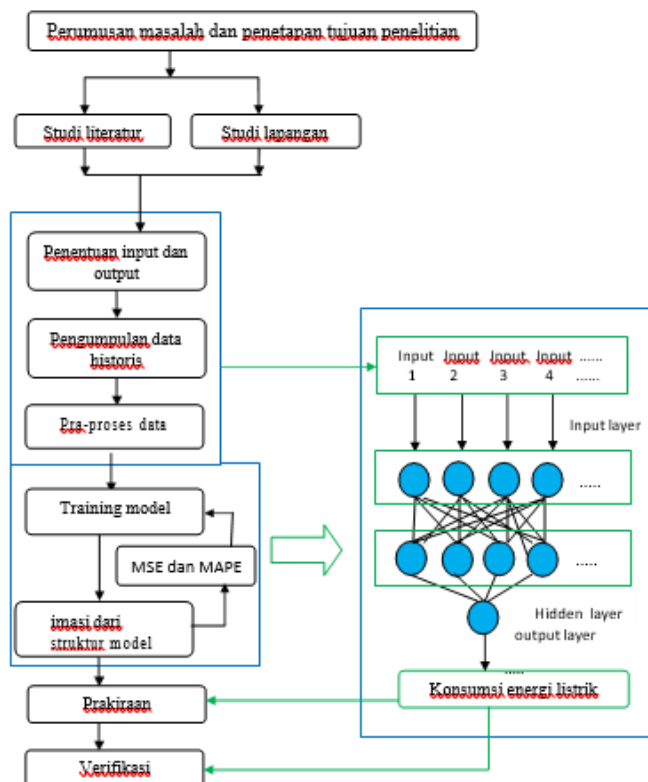 Perumusan masalah dan penetapan tujuan penelitian
Studi literatur
Studi lapangan
Penentuan input dan
output
Pengumpulan data
historis
Pra-proses data
Training model
MSE dan MAPE
imasi dari
struktur model
Prakiraan
Verifikasi
Input Input Input Input ......
1 2 3 4 ......
Input layer
.....
.....
Hidden layer
output layer
.....
Konsumsi energi listrik